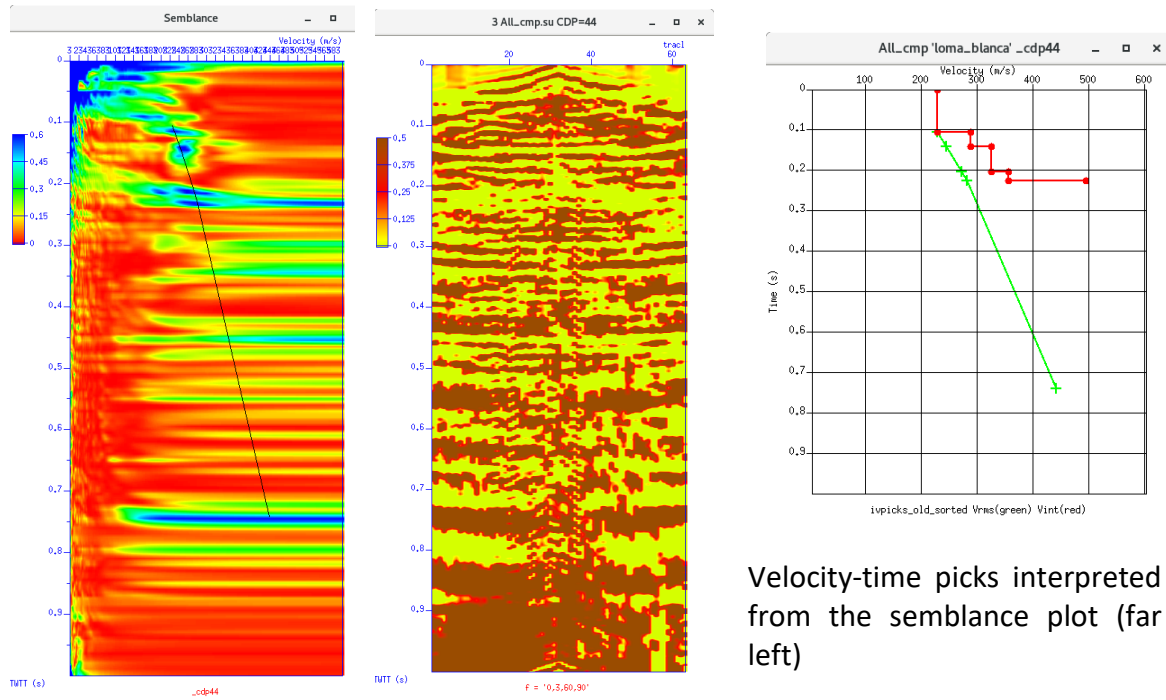 Semblance
Velocity (m/s)
0
0.1
0.2
0.3
0.4
0.5
0.6
0.7
0.8
0.9
TWTT (s)
0.6
0.45
0.3
0.15
0
_cdp44
3 All_cmp.su CDP=44
tracl
20 40 60
0
0.1
0.2
0.3
0.4
0.5
0.6
0.7
0.8
0.9
TWTT (s)
0.5
0.375
0.25
0.125
0
f = '0,3,60,90'
All_cmp 'loma_blanca' _cdp44
Velocity (m/s)
100 200 300 400 500 600
0
0.1
0.2
0.3
0.4
0.5
0.6
0.7
0.8
0.9
Time (s)
ivpicks_old_sorted Vrms(green) Vint(red)
Velocity-time picks interpreted
from the semblance plot (far
left)